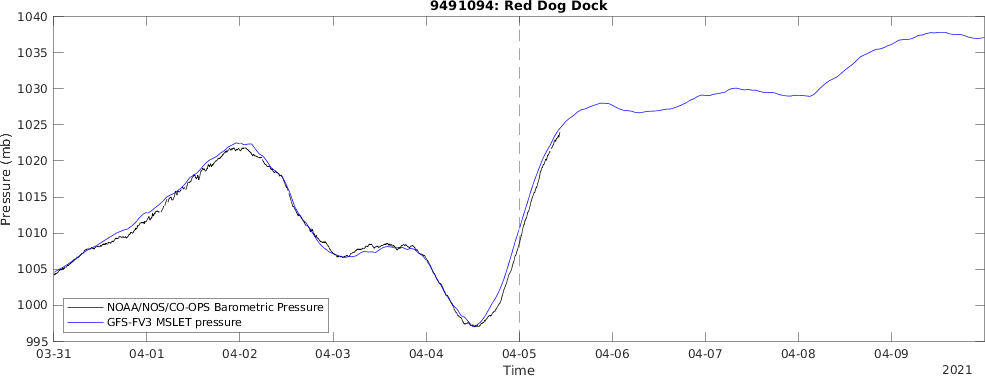 9491094: Red Dog Dock
1040
1035
1030
1025
1020
1015
1010
1005
1000
995
Pressure (mb)
NOAA/NOS/CO-OPS Barometric Pressure
GFS-FV3 MSLET pressure
03-31 04-01 04-02 04-03 04-04 04-05 04-06 04-07 04-08 04-09
Time
2021